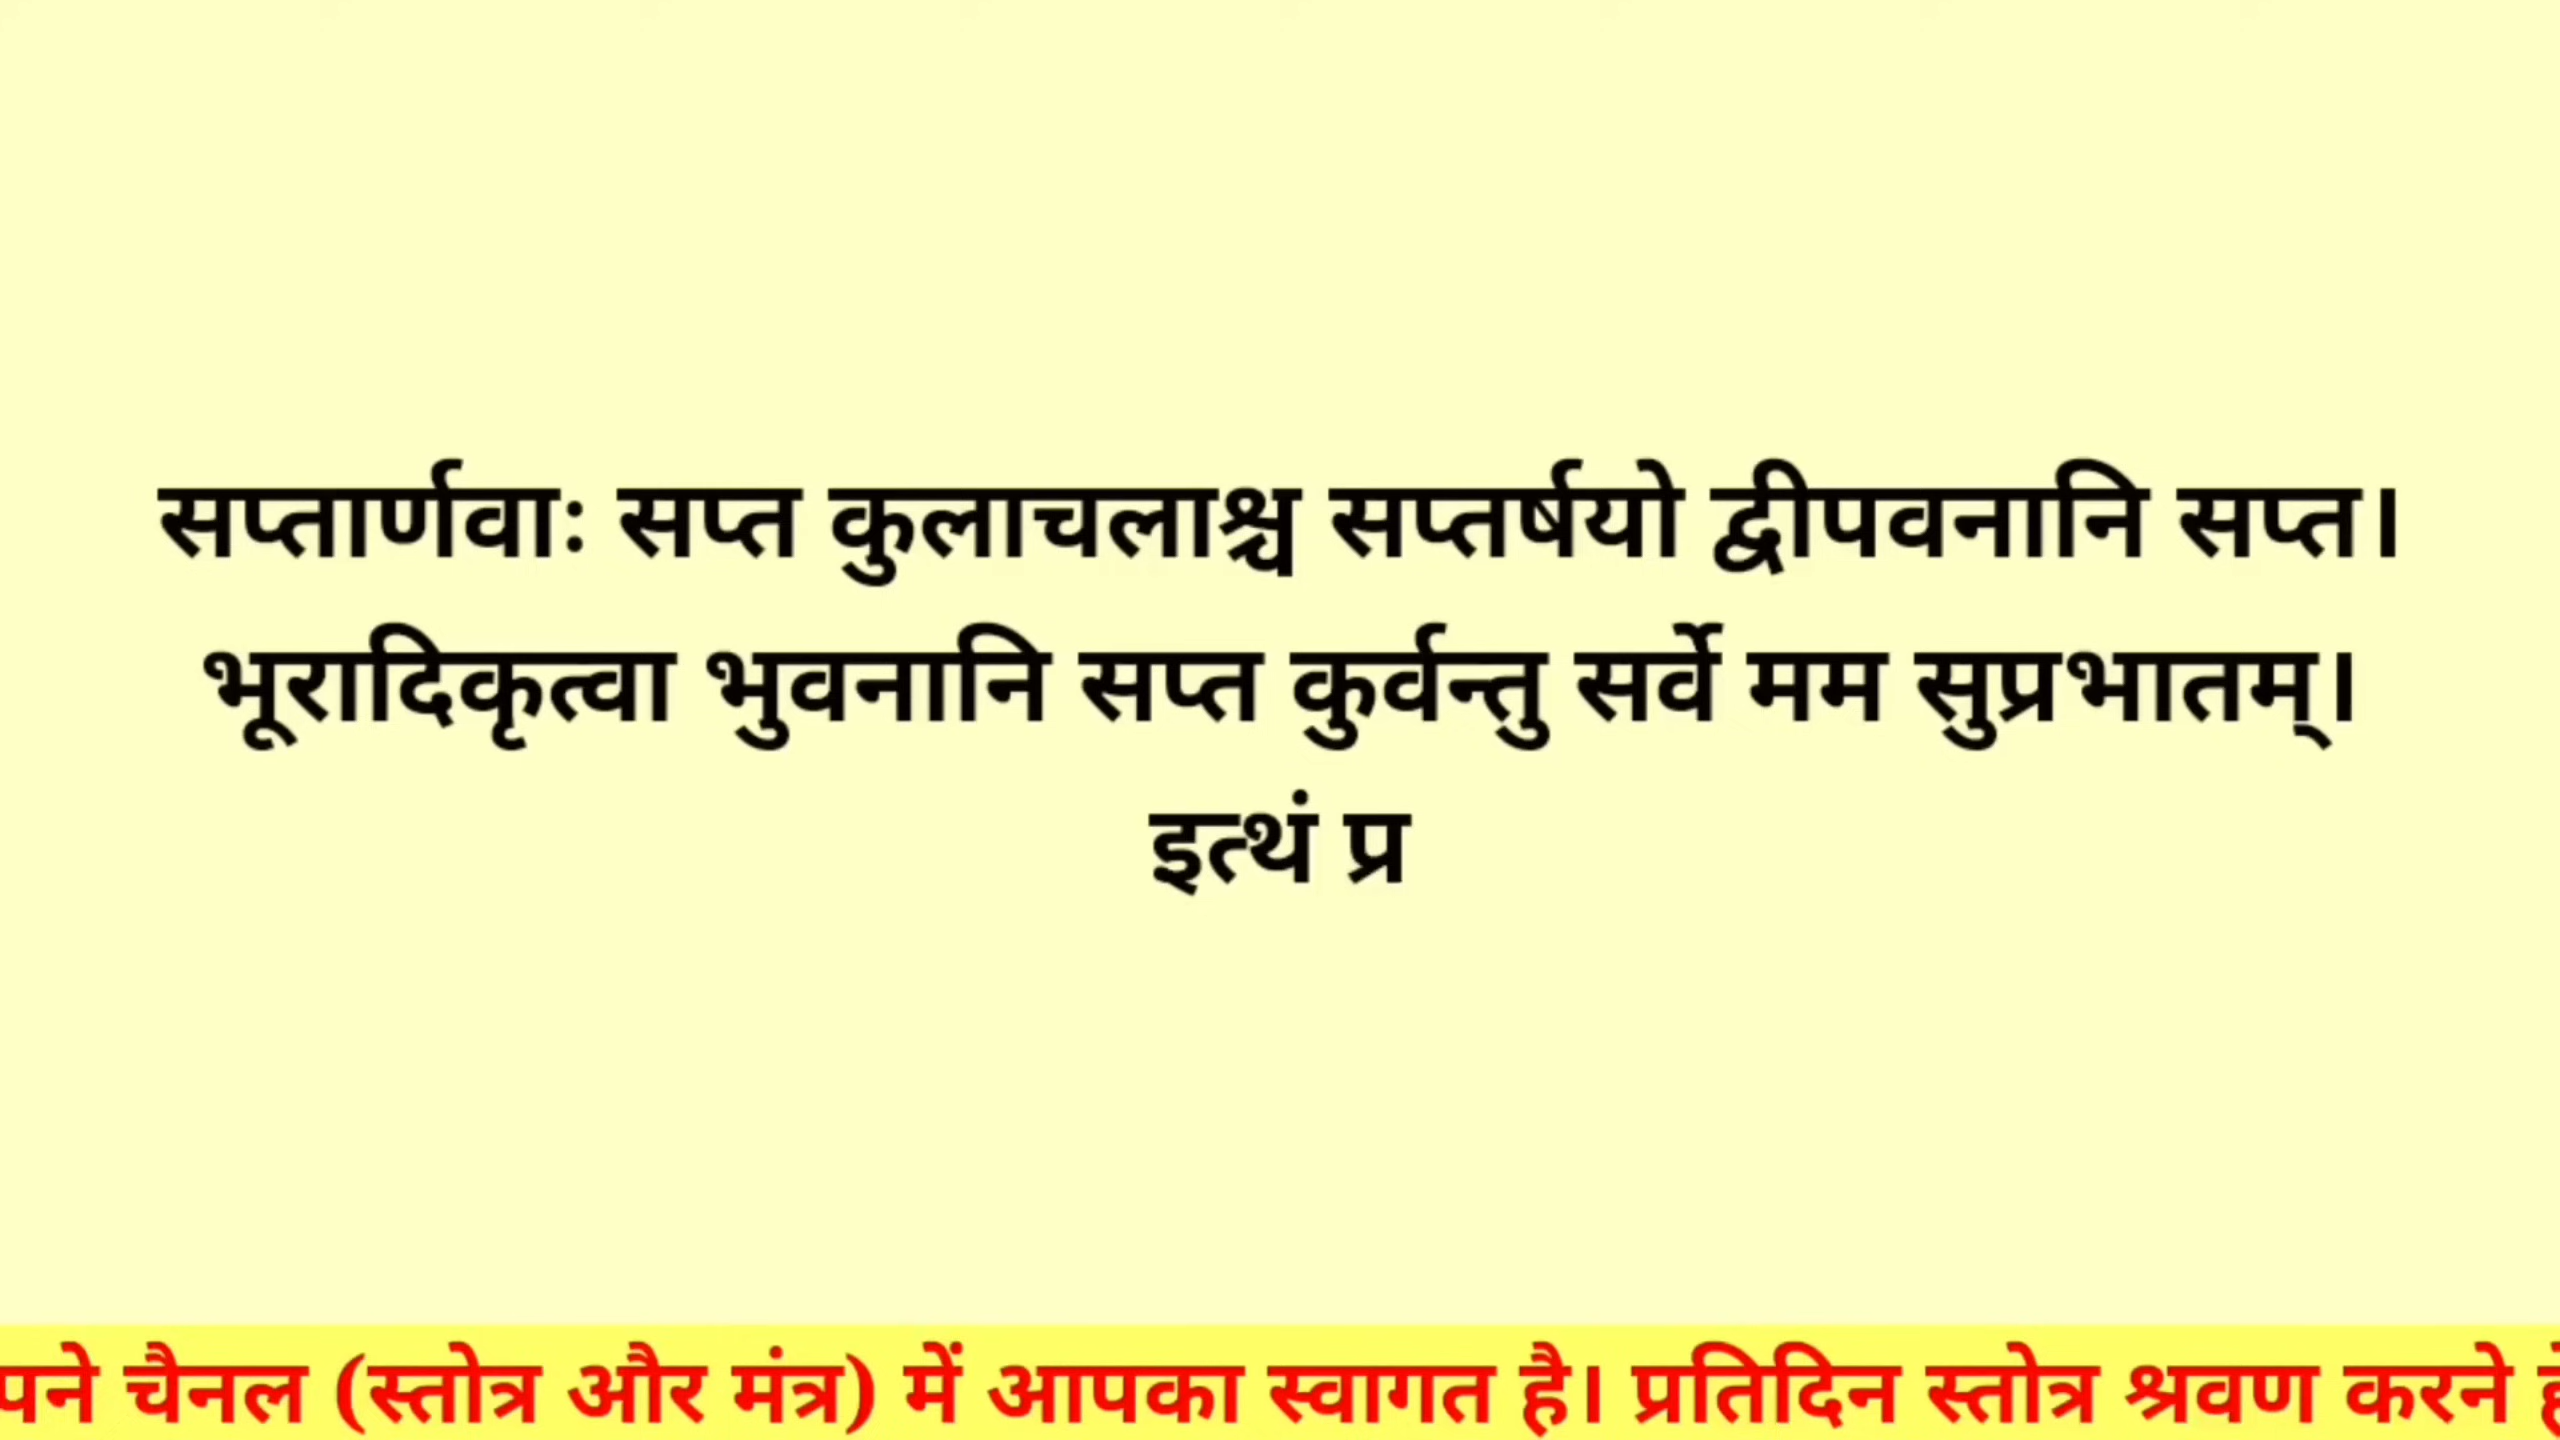 सप्तार्णवाः सप्त कुलाचलाश्च सप्तर्षयो द्वीपवनानि सप्त।
भूरादिकृत्वा भुवनानि सप्त कुर्वन्तु सर्वे मम सुप्रभातम्।
इत्थं प्र
पने चैनल (स्तोत्र और मंत्र) में आपका स्वागत है। प्रतिदिन स्तोत्र श्रवण करने